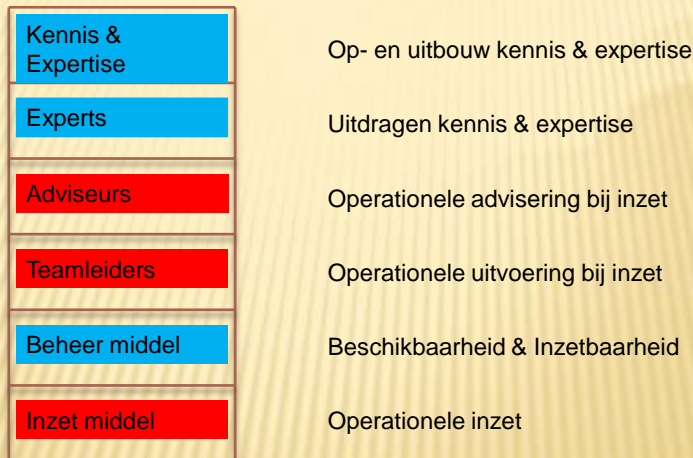 Kennis &
Expertise
Op- en uitbouw kennis & expertise
Experts
Uitdragen kennis & expertise
Adviseurs
Operationele advisering bij inzet
Teamleiders
Operationele uitvoering bij inzet
Beheer middel
Beschikbaarheid & Inzetbaarheid
Inzet middel
Operationele inzet